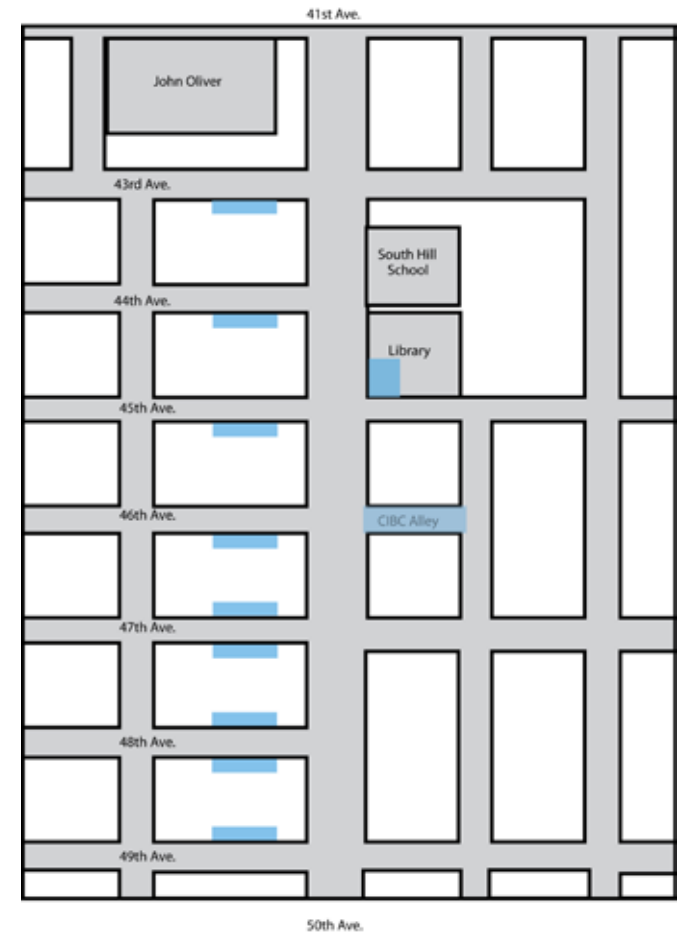 41st Ave.
John Oliver
43rd Ave.
South Hill
School
44th Ave.
Library
45th Ave.
46th Ave.
CIBC Alley
47th Ave.
48th Ave.
49th Ave.
50th Ave.